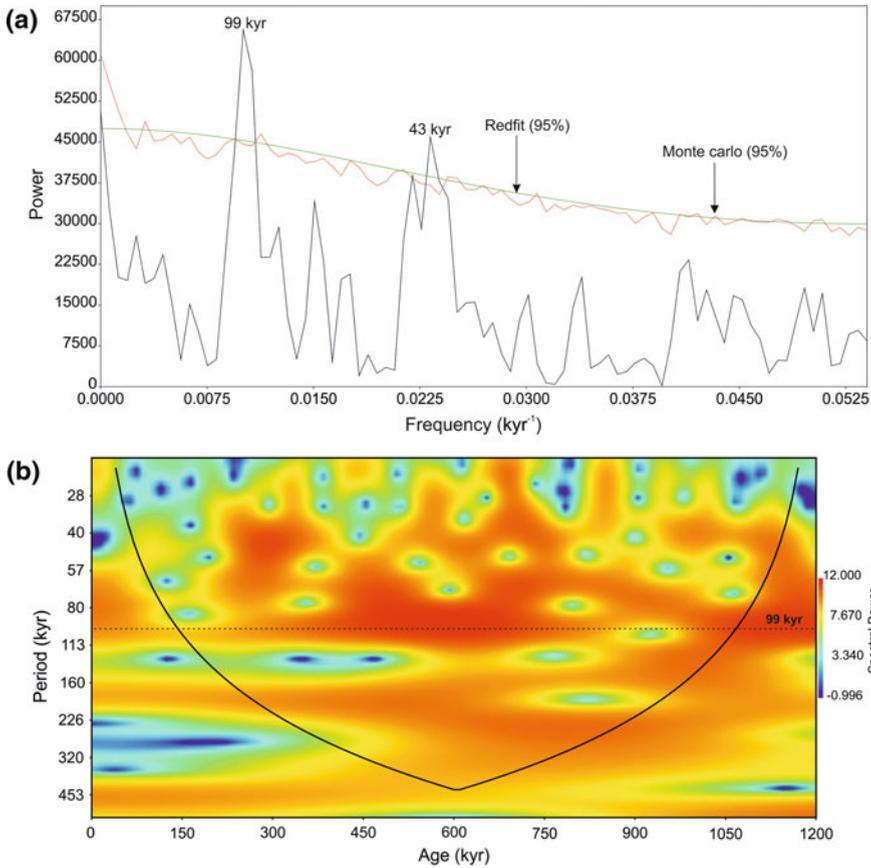 (a)
67500
60000
52500
45000
37500
30000
22500
15000
7500
0
Power
99 kyr
43 kyr
Redfit (95%)
Monte carlo (95%)
0.0000 0.0075 0.0150 0.0225 0.0300 0.0375 0.0450 0.0525
Frequency (kyr-1)
(b)
28
40
57
80
113
160
226
320
453
Period (kyr)
99 kyr
12.000
7.670
3.340
-0.996
0 150 300 450 600 750 900 1050 1200
Age (kyr)